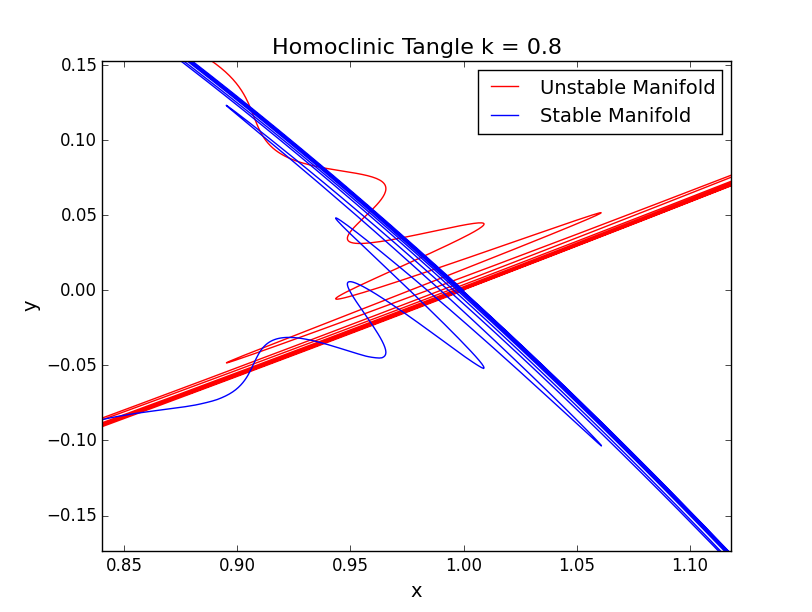 Homoclinic Tangle k = 0.8
Unstable Manifold
Stable Manifold
0.15
0.10
0.05
0.00
−0.05
−0.10
−0.15
y
0.85 0.90 0.95 1.00 1.05 1.10
x